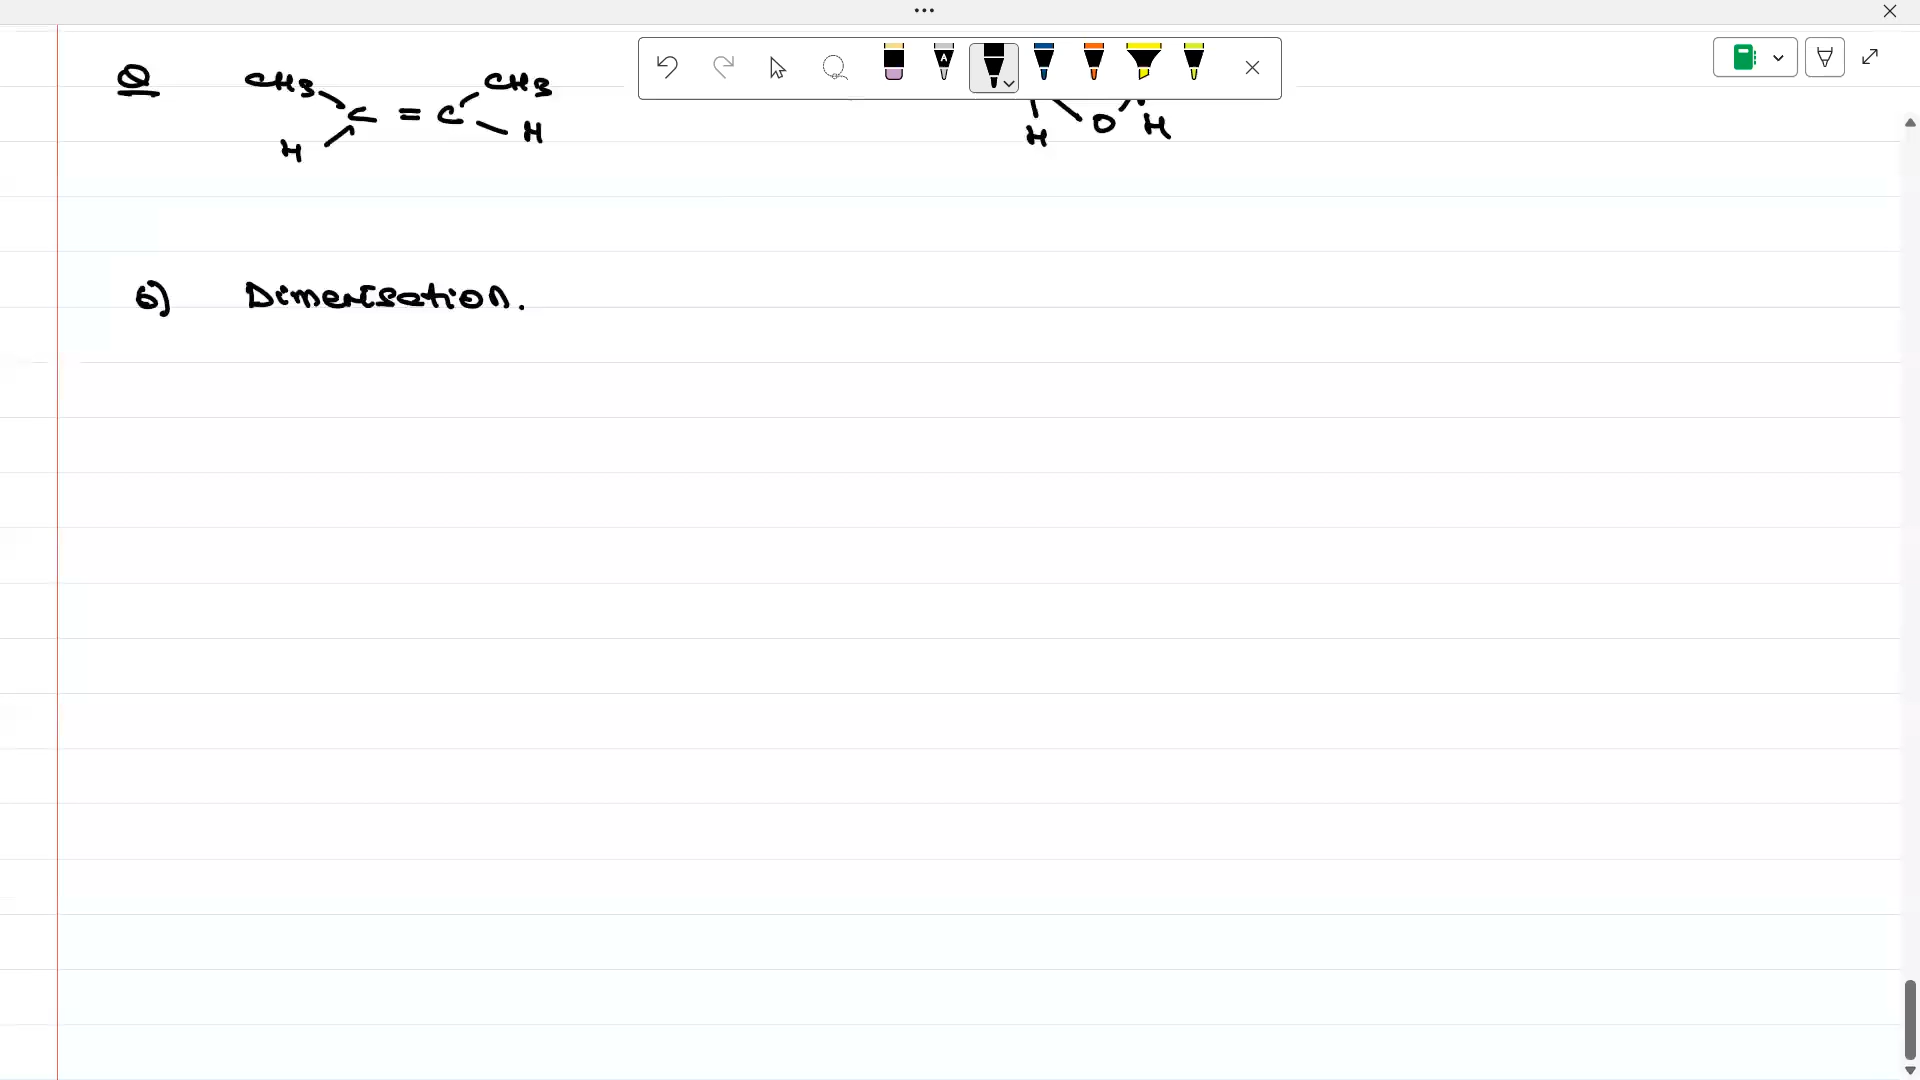 Q CH3 CH3
C = C
H H
H O H
6) Dimerisation.